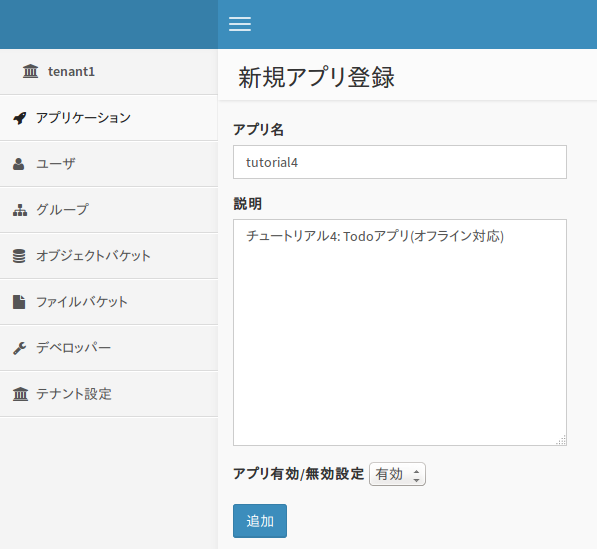 tenant1
アプリケーション
ユーザ
グループ
オブジェクトバケット
ファイルバケット
デベロッパー
テナント設定
新規アプリ登録
アプリ名
tutorial4
説明
チュートリアル4: Todoアプリ(オフライン対応)
アプリ有効/無効設定 有効
追加